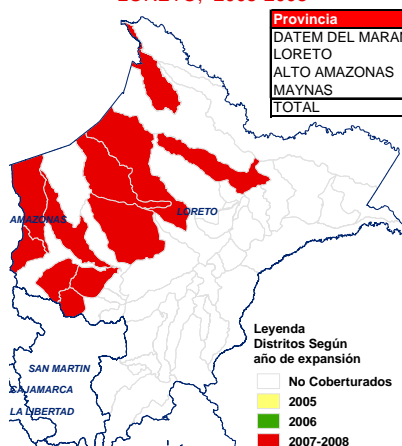 Provincia
DATEM DEL
LORETO
ALTO AMAZONAS
MAYNAS
TOTAL
AMAZONAS
LORETO
SAN MARTIN
CAJAMARCA
LA LIBERTAD
Leyenda
Distritos Según
año de expansión
No Coberturados
2005
2006
2007-2008